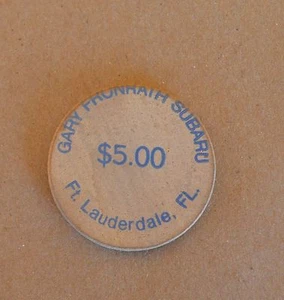 GARY FRONRATH SUBARU
$5.00
Ft. Lauderdale, FL.